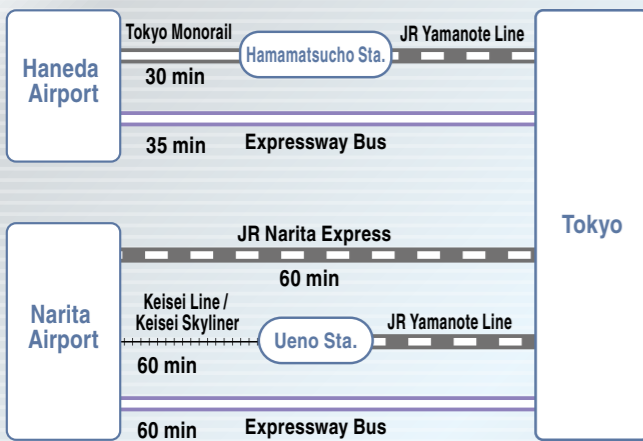 Tokyo Monorail
JR Yamanote Line
Haneda
Airport
Hamamatsucho Sta.
30 min
35 min
Expressway Bus
Tokyo
JR Narita Express
60 min
Narita
Airport
Keisei Line /
Keisei Skyliner
JR Yamanote Line
Ueno Sta.
60 min
60 min
Expressway Bus